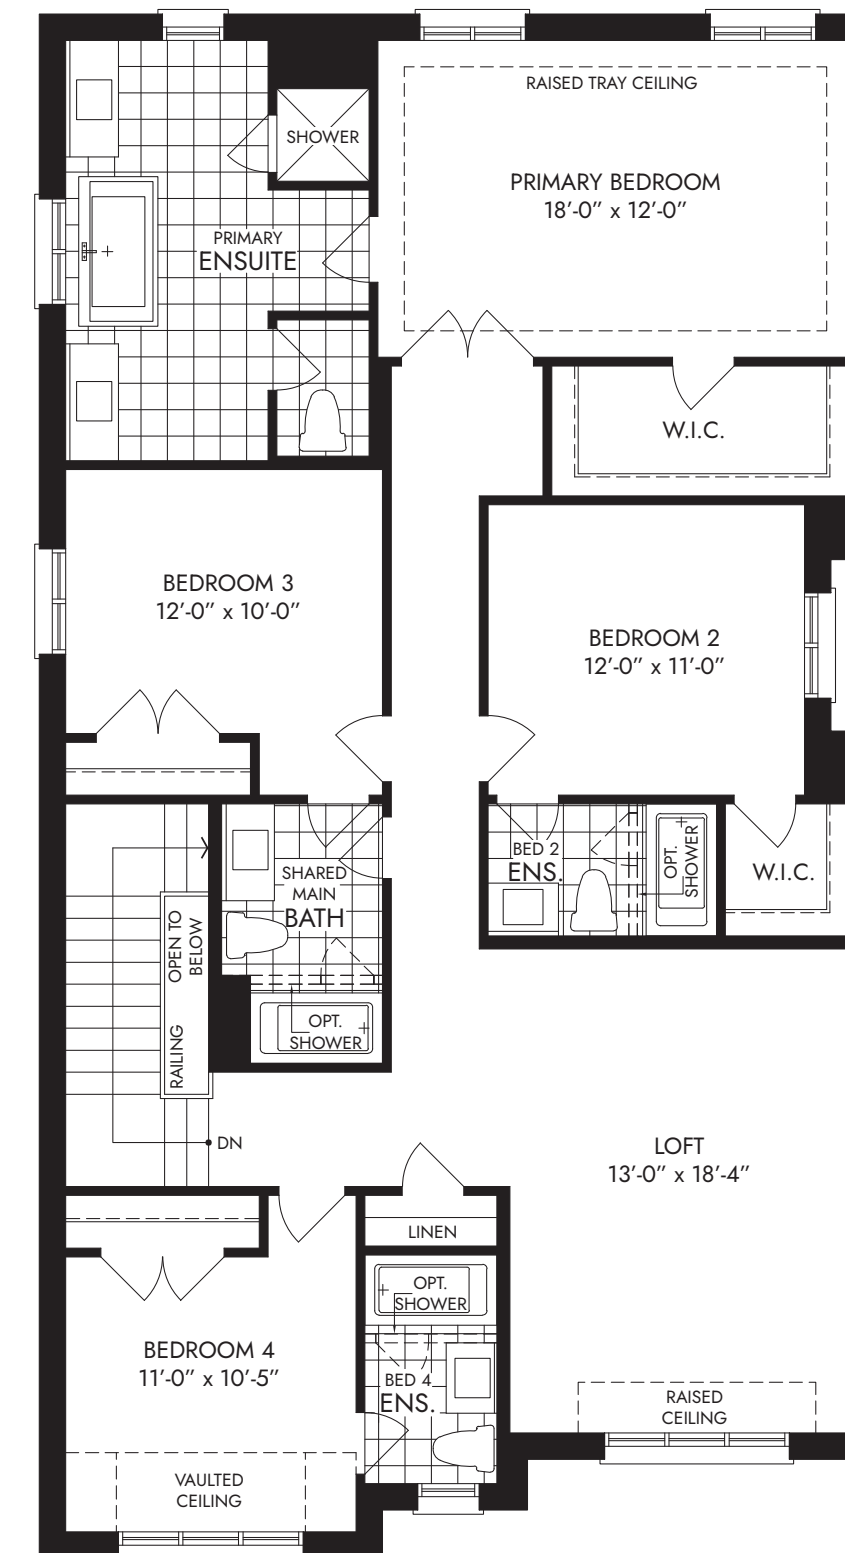 RAISED TRAY CEILING
SHOWER
PRIMARY BEDROOM
18’-0” x 12’-0”
PRIMARY
ENSUITE
W.I.C.
BEDROOM 3
12’-0” x 10’-0”
BEDROOM 2
12’-0” x 11’-0”
BED 2
ENS.
OPT.
SHOWER
W.I.C.
SHARED
MAIN
BATH
OPEN TO
BELOW
RAILING
OPT.
SHOWER
DN
LOFT
13’-0” x 18’-4”
LINEN
OPT.
SHOWER
BEDROOM 4
11’-0” x 10’-5”
BED 4
ENS.
RAISED
CEILING
VAULTED
CEILING